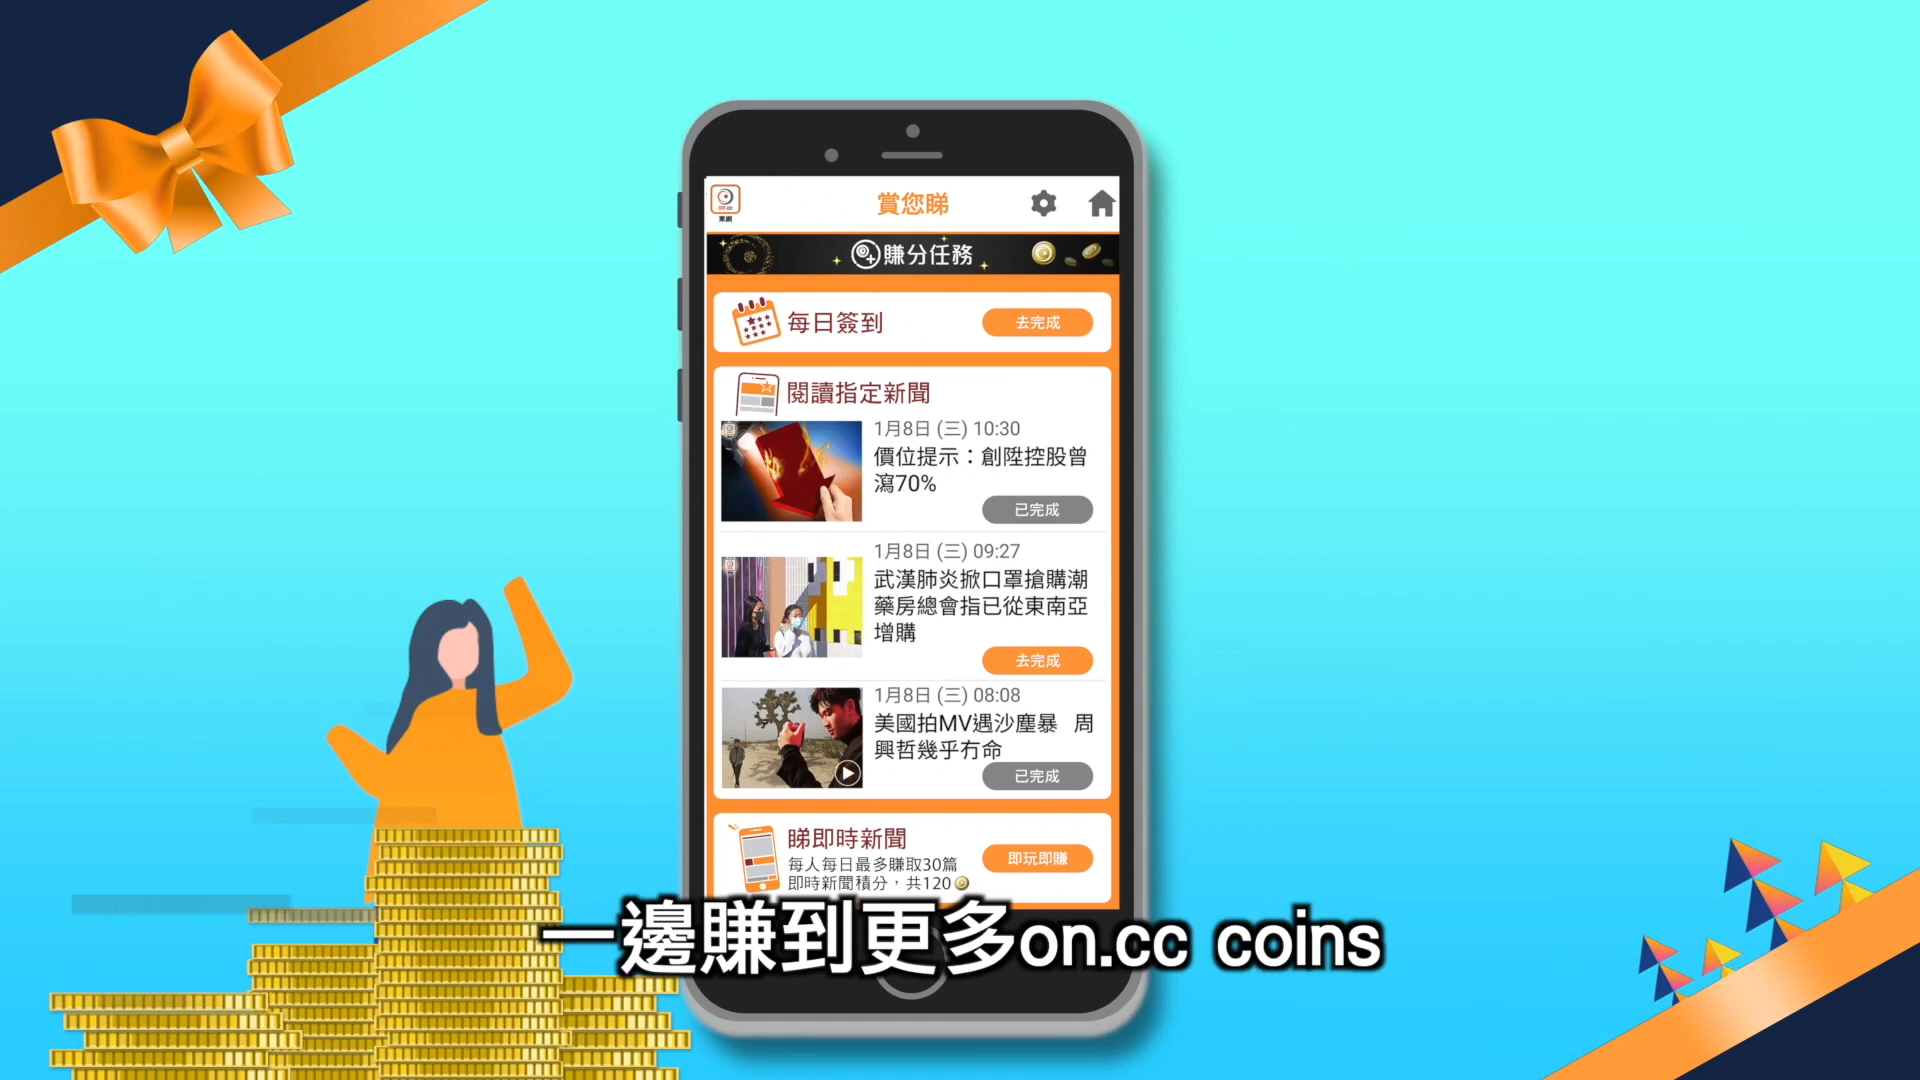 on.cc
東網
賞您睇
賺分任務
每日簽到
去完成
閱讀指定新聞
1月8日 (三) 10:30
價位提示：創陞控股曾
瀉70%
已完成
1月8日 (三) 09:27
武漢肺炎掀口罩搶購潮
藥房總會指已從東南亞
增購
去完成
1月8日 (三) 08:08
美國拍MV遇沙塵暴 周
興哲幾乎冇命
已完成
睇即時新聞
每人每日最多賺取30篇
即時新聞積分，共120
即玩即賺
一邊賺到更多on.cc coins